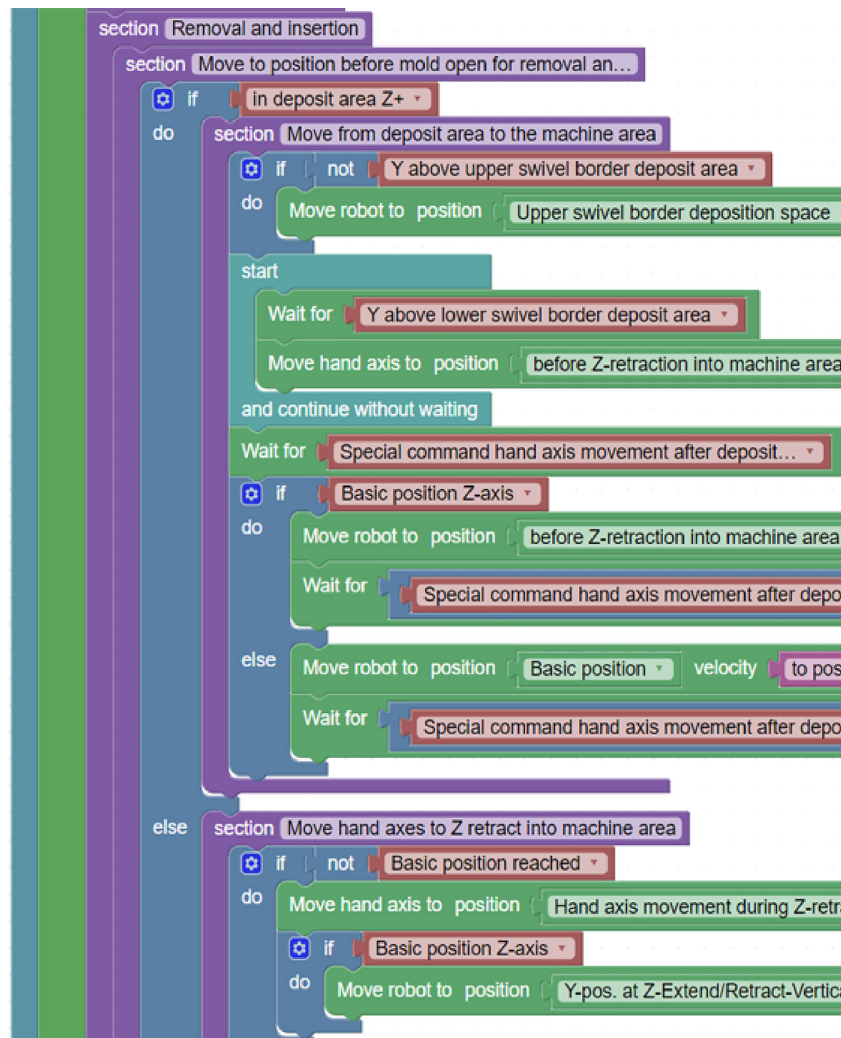 section Removal and insertion
section Move to position before mold open for removal an...
if in deposit area Z+
do section Move from deposit area to the machine area
if not Y above upper swivel border deposit area
do Move robot to position Upper swivel border deposition space
start
Wait for Y above lower swivel border deposit area
Move hand axis to position before Z-retraction into machine area
and continue without waiting
Wait for Special command hand axis movement after deposit...
if Basic position Z-axis
do Move robot to position before Z-retraction into machine area
Wait for Special command hand axis movement after depo
else Move robot to position Basic position velocity to pos
Wait for Special command hand axis movement after depo
else section Move hand axes to Z retract into machine area
if not Basic position reached
do Move hand axis to position Hand axis movement during Z-retr
if Basic position Z-axis
do Move robot to position Y-pos. at Z-Extend/Retract-Vertic